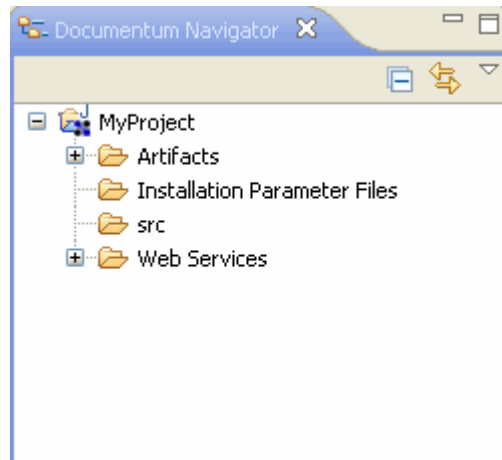 Documentum Navigator
MyProject
Artifacts
Installation Parameter Files
src
Web Services